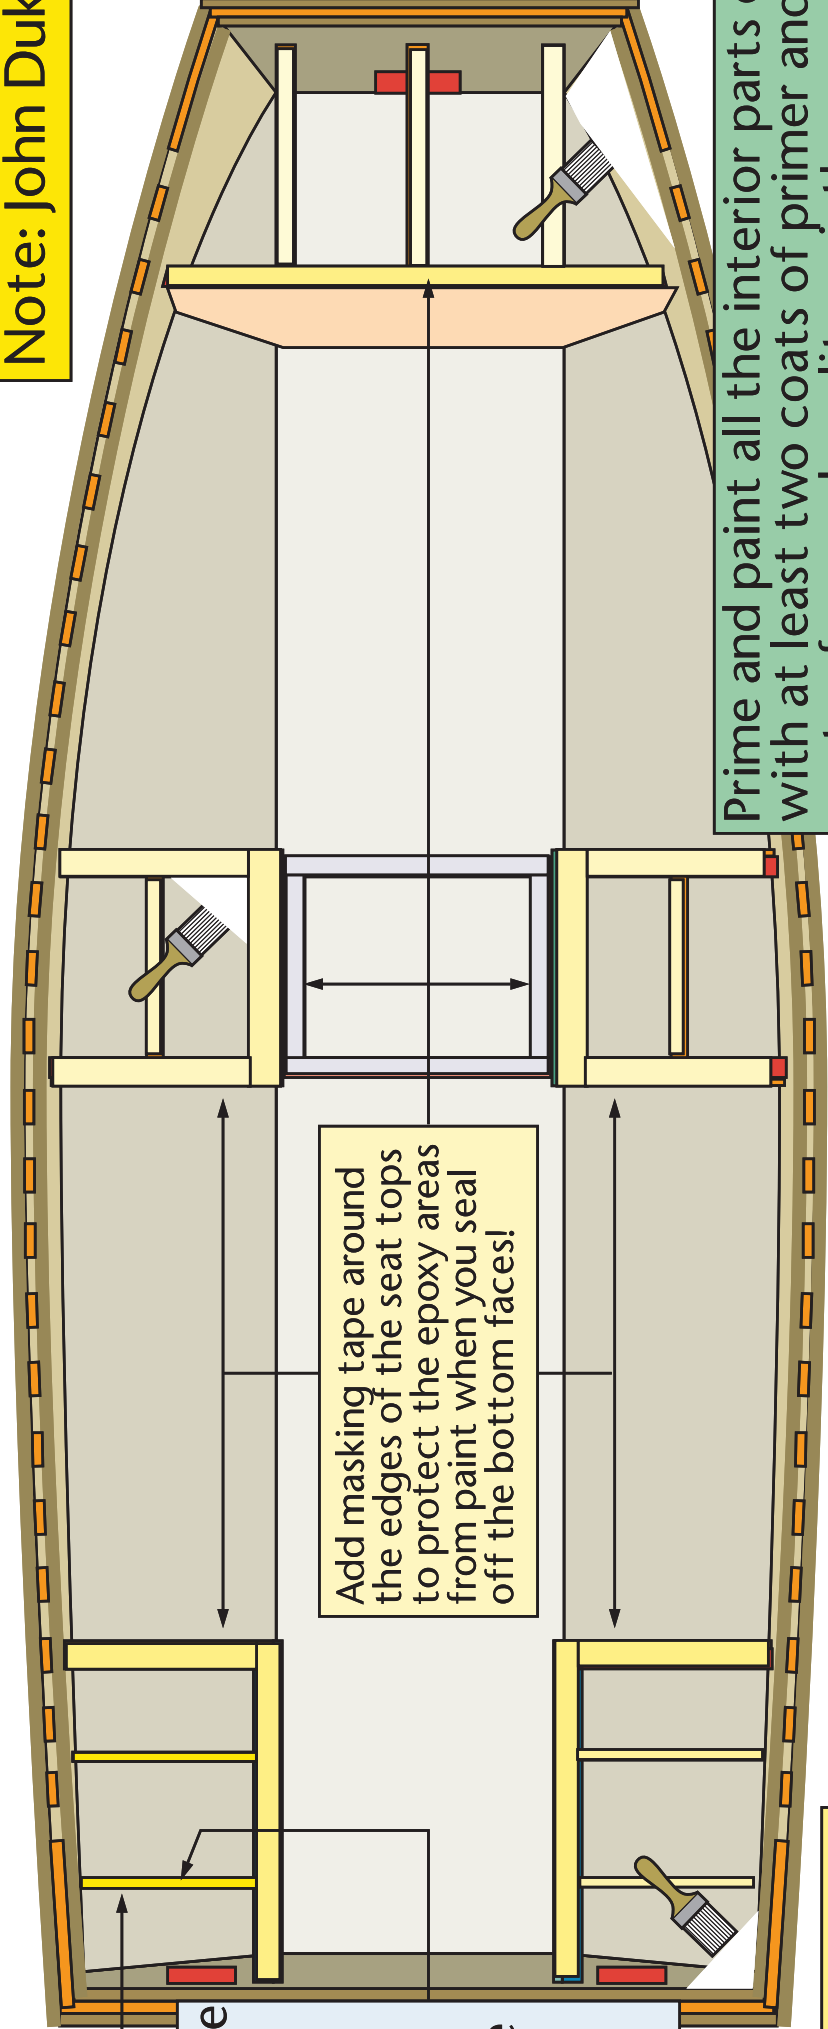 Note: John Duk
Prime and paint all the interior parts
with at least two coats of primer and
Add masking tape around
the edges of the seat tops
to protect the epoxy areas
from paint when you seal
off the bottom faces!